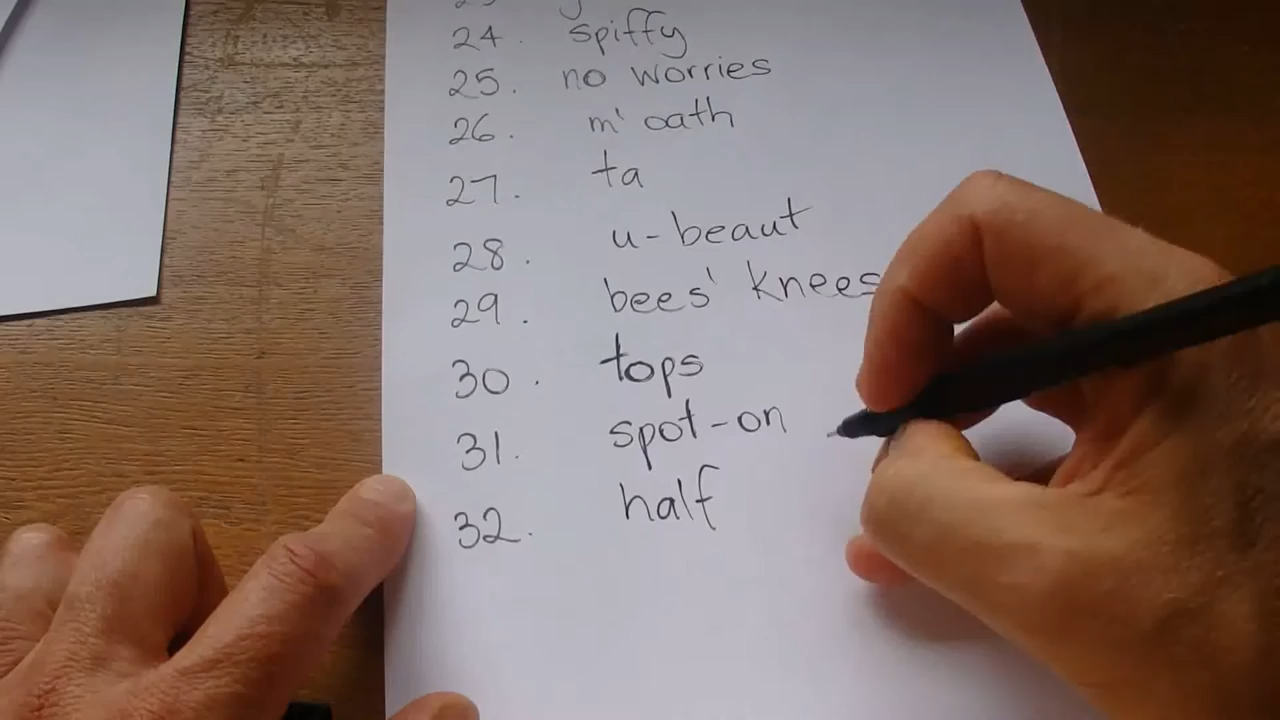 24. spiffy
25. no worries
26. m' oath
27. ta
28. u-beaut
29. bees' knees
30. tops
31. spot-on
32. half